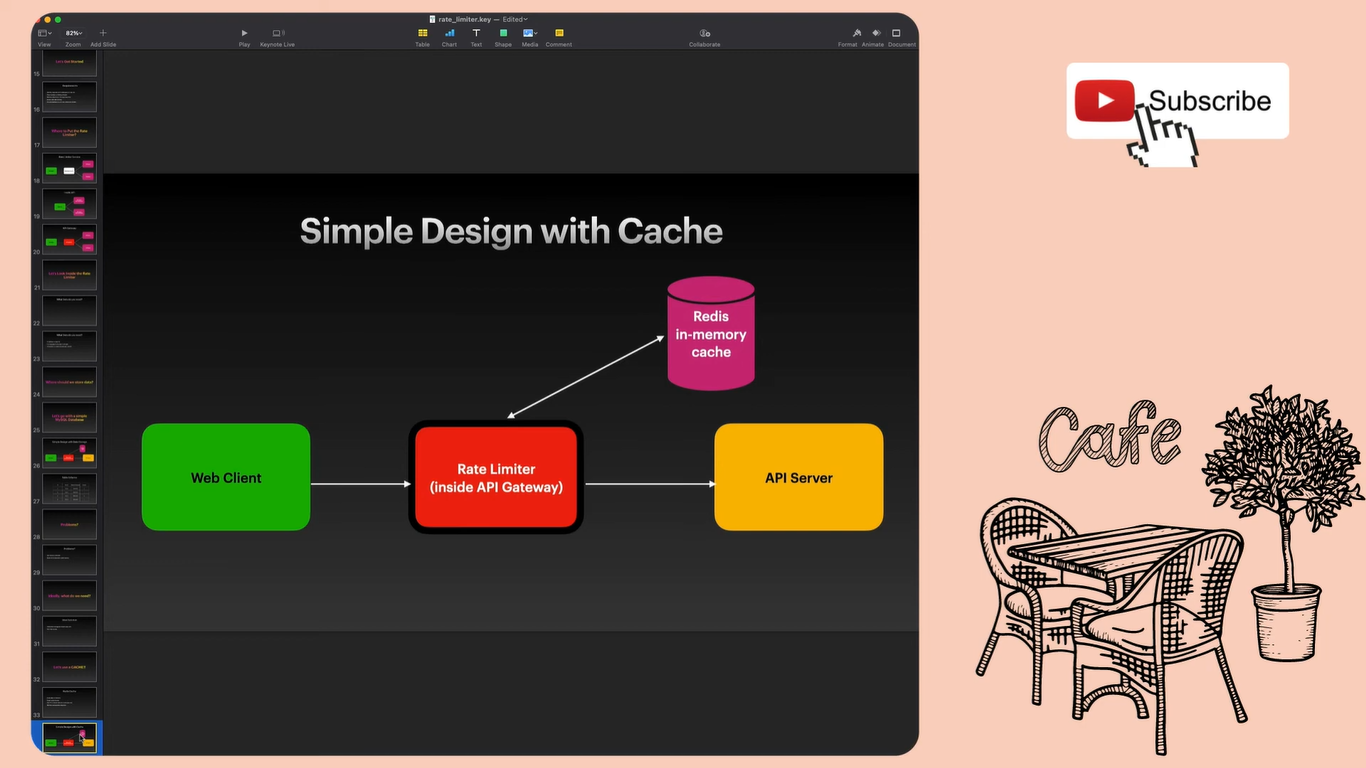 rate_limiter.key — Edited
82%
View
Zoom
Add Slide
Play
Keynote Live
Table
Chart
Text
Shape
Media
Comment
Collaborate
Format
Animate
Document
15
16
17
18
19
20
21
22
23
24
25
26
27
28
29
30
31
32
33
Simple Design with Cache
Redis
in-memory
cache
Web Client
Rate Limiter
(inside API Gateway)
API Server
Subscribe
Cafe